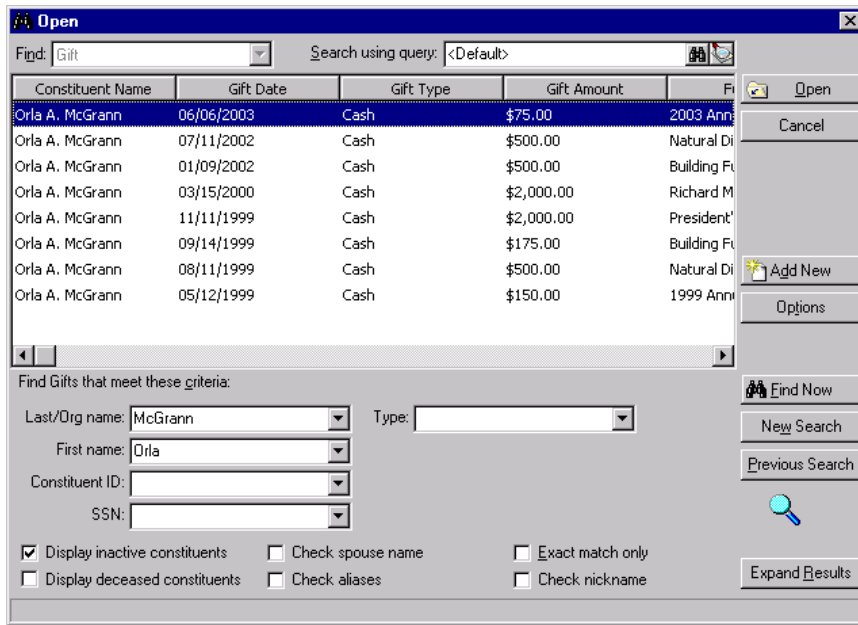 Open
Find: Gift Search using query: <Default>
Constituent Name Gift Date Gift Type Gift Amount
Orla A. McGrann 06/06/2003 Cash $75.00 2003 Ann
Orla A. McGrann 07/11/2002 Cash $500.00 Natural Di
Orla A. McGrann 01/09/2002 Cash $500.00 Building Fu
Orla A. McGrann 03/15/2000 Cash $2,000.00 Richard M
Orla A. McGrann 11/11/1999 Cash $2,000.00 President'
Orla A. McGrann 09/14/1999 Cash $175.00 Building Fu
Orla A. McGrann 08/11/1999 Cash $500.00 Natural Di
Orla A. McGrann 05/12/1999 Cash $150.00 1999 Ann
Open
Cancel
Add New
Options
Find Gifts that meet these criteria:
Last/Org name: McGrann Type:
First name: Orla
Constituent ID:
SSN:
Display inactive constituents Check spouse name Exact match only
Display deceased constituents Check aliases Check nickname
Find Now
New Search
Previous Search
Expand Results